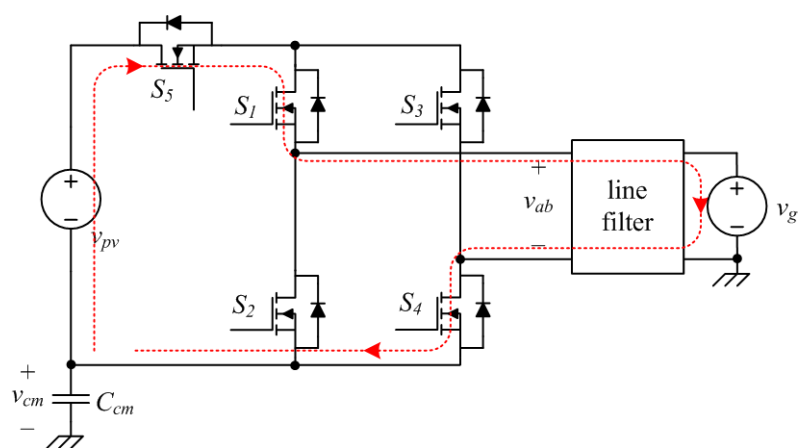 S5
S1
S3
+
−
vpv
+
vab
−
line
filter
+
−
vg
S2
S4
+
vcm
−
Ccm